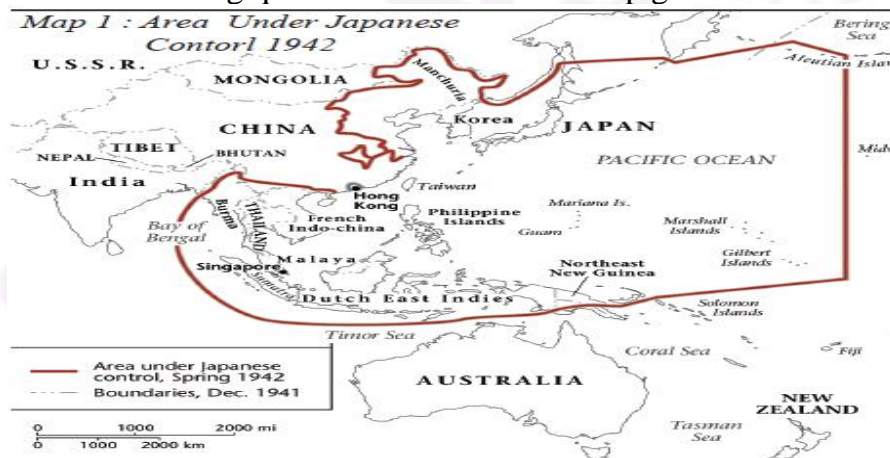 Map 1 : Area Under Japanese
Contorl 1942
Bering
Sea
U.S.S.R.
Aleutian Islan
MONGOLIA
Manchuria
Korea
JAPAN
CHINA
TIBET
NEPAL
BHUTAN
PACIFIC OCEAN
India
Taiwan
Hong
Kong
Burma
THAILAND
Bay of
Bengal
French
Indo-china
Philippine
Islands
Mariana Is.
Guam
Marshall
Islands
Gilbert
Islands
Malaya
Singapore
Sumatra
Northeast
New Guinea
Dutch East Indies
Solomon
Islands
Timor Sea
Coral Sea
Fiji
Area under Japanese
control, Spring 1942
Boundaries, Dec. 1941
AUSTRALIA
NEW
ZEALAND
Tasman
Sea
0 1000 2000 mi
0 1000 2000 km